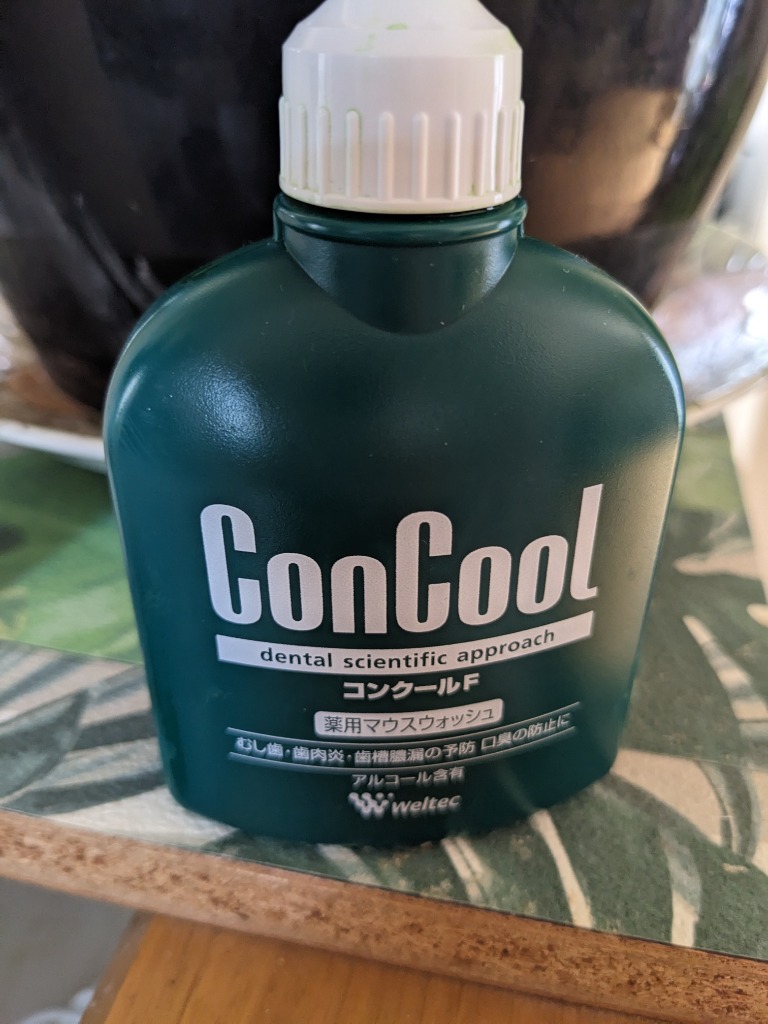 ConCool
dental scientific approach
コンクールF
薬用マウスウォッシュ
むし歯・歯肉炎・歯槽膿漏の予防 口臭の防止に
アルコール含有
Weltec